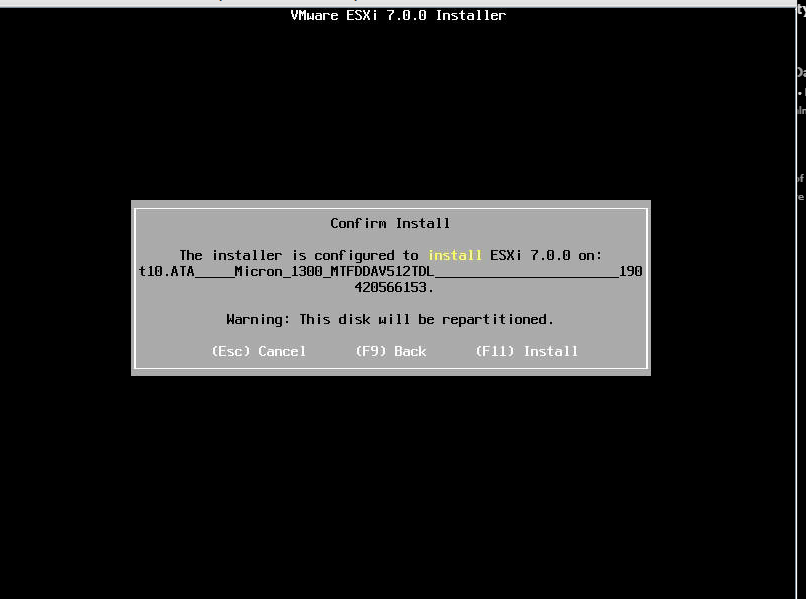 VMware ESXi 7.0.0 Installer
Confirm Install
The installer is configured to install ESXi 7.0.0 on:
t10.ATA_____Micron_1300_MTFDDAV512TDL_______________________190
420566153.
Warning: This disk will be repartitioned.
(Esc) Cancel (F9) Back (F11) Install